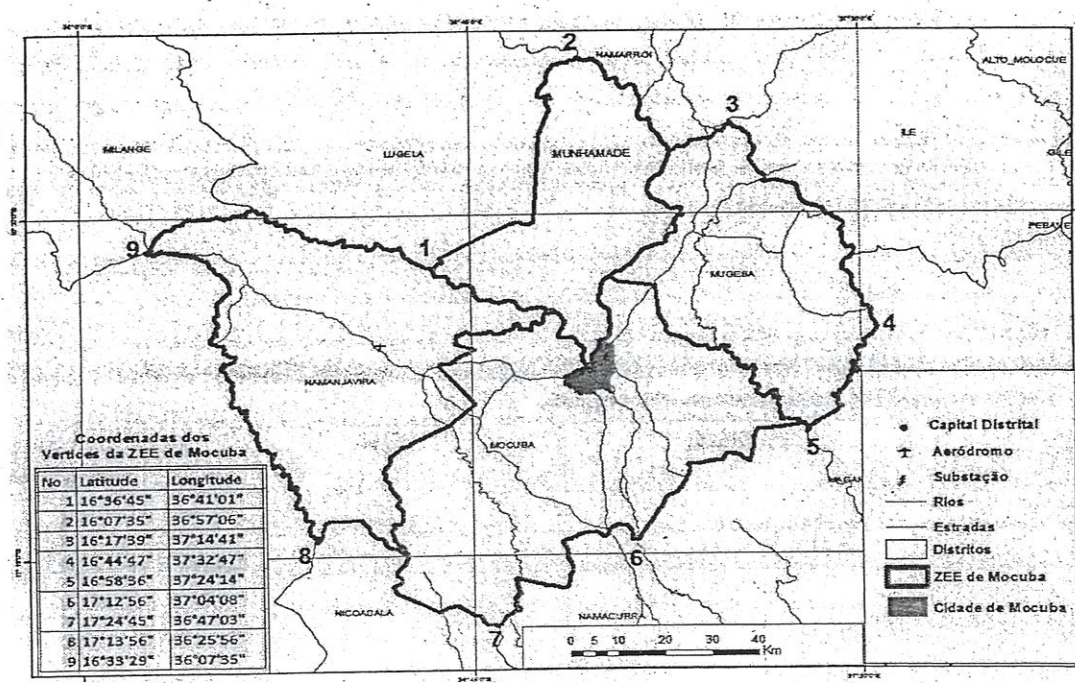 2
NAMARROI
ALTO_MOLOCUE
3
ILE
MILANGE
LUGELA
MUNHAMADE
GILE
PEBANE
9
1
MUGEBA
4
NAMANJAVIRA
MOCUBA
5
8
6
NICOADALA
7
NAMACURRA
Coordenadas dos
Vertices da ZEE de Mocuba
No Latitude Longitude
1 16°36'45" 36°41'01"
2 16°07'35" 36°57'06"
3 16°17'39" 37°14'41"
4 16°44'47" 37°32'47"
5 16°58'36" 37°24'14"
6 17°12'56" 37°04'08"
7 17°24'45" 36°47'03"
8 17°13'56" 36°25'56"
9 16°33'29" 36°07'35"
Capital Distrital
Aeródromo
Substação
Rios
Estradas
Distritos
ZEE de Mocuba
Cidade de Mocuba
0 5 10 20 30 40
Km